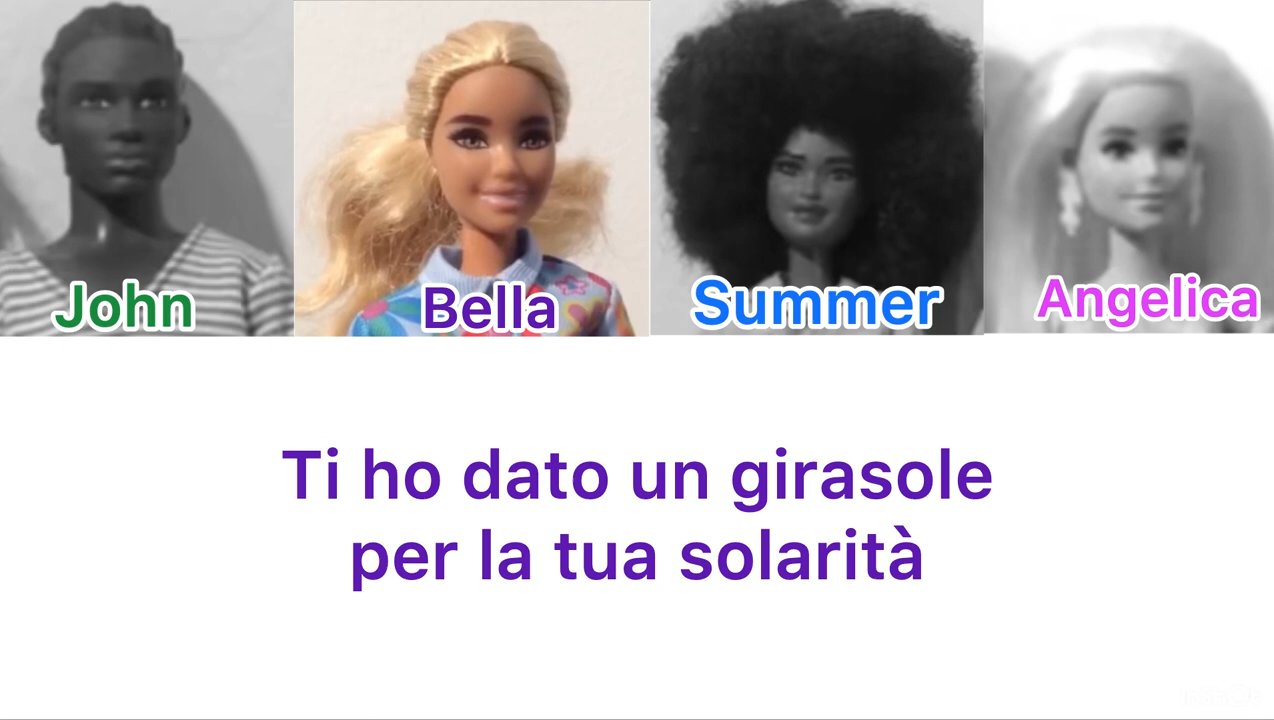 John
Bella
Summer
Angelica
Ti ho dato un girasole
per la tua solarità